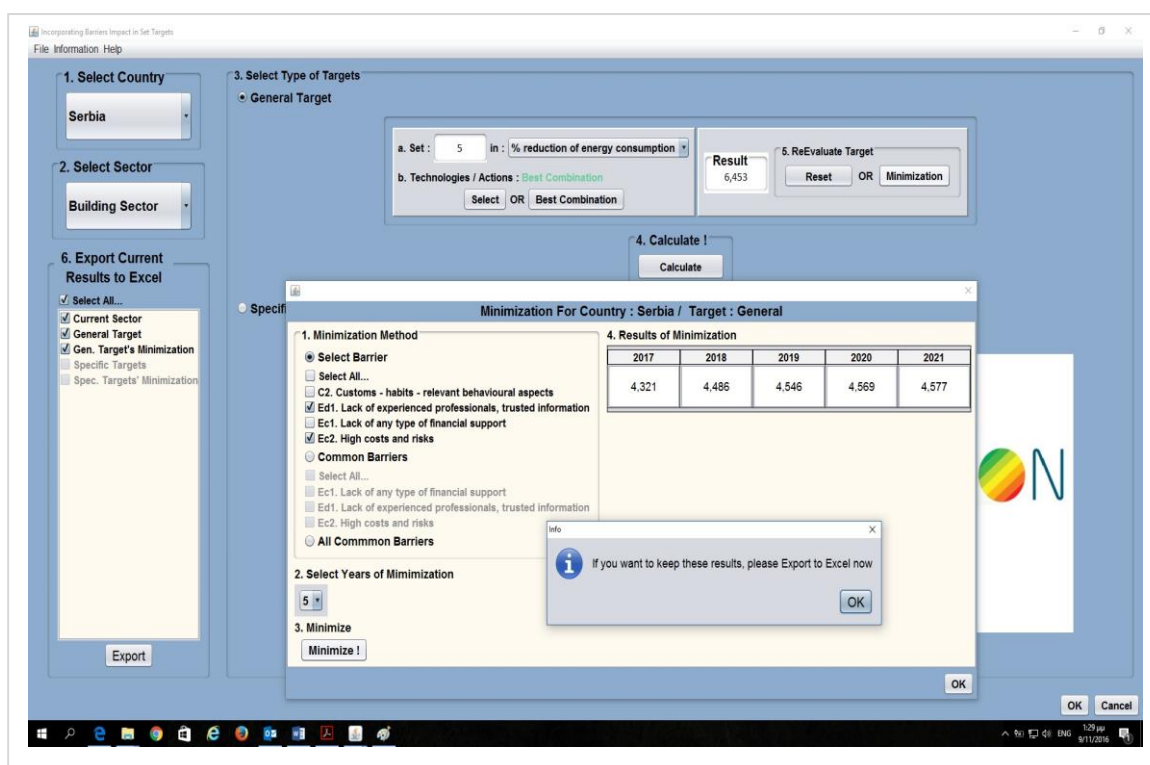 Incorporating Barriers Impact in Set Targets
File Information Help
1. Select Country
Serbia
2. Select Sector
Building Sector
6. Export Current
Results to Excel
Select All...
Current Sector
General Target
Gen. Target's Minimization
Specific Targets
Spec. Targets' Minimization
Export
3. Select Type of Targets
General Target
a. Set : 5 in : % reduction of energy consumption
b. Technologies / Actions : Best Combination
Select OR Best Combination
Result
6,453
5. ReEvaluate Target
Reset OR Minimization
4. Calculate !
Calculate
Specifi
Minimization For Country : Serbia / Target : General
1. Minimization Method
Select Barrier
Select All...
C2. Customs - habits - relevant behavioural aspects
Ed1. Lack of experienced professionals, trusted information
Ec1. Lack of any type of financial support
Ec2. High costs and risks
Common Barriers
Select All...
Ec1. Lack of any type of financial support
Ed1. Lack of experienced professionals, trusted information
Ec2. High costs and risks
All Commmon Barriers
2. Select Years of Mimimization
5
3. Minimize
Minimize !
4. Results of Minimization
2017 2018 2019 2020 2021
4,321 4,486 4,546 4,569 4,577
Info
If you want to keep these results, please Export to Excel now
OK
OK
ON
OK Cancel
ENG
1:29 μμ
9/11/2016